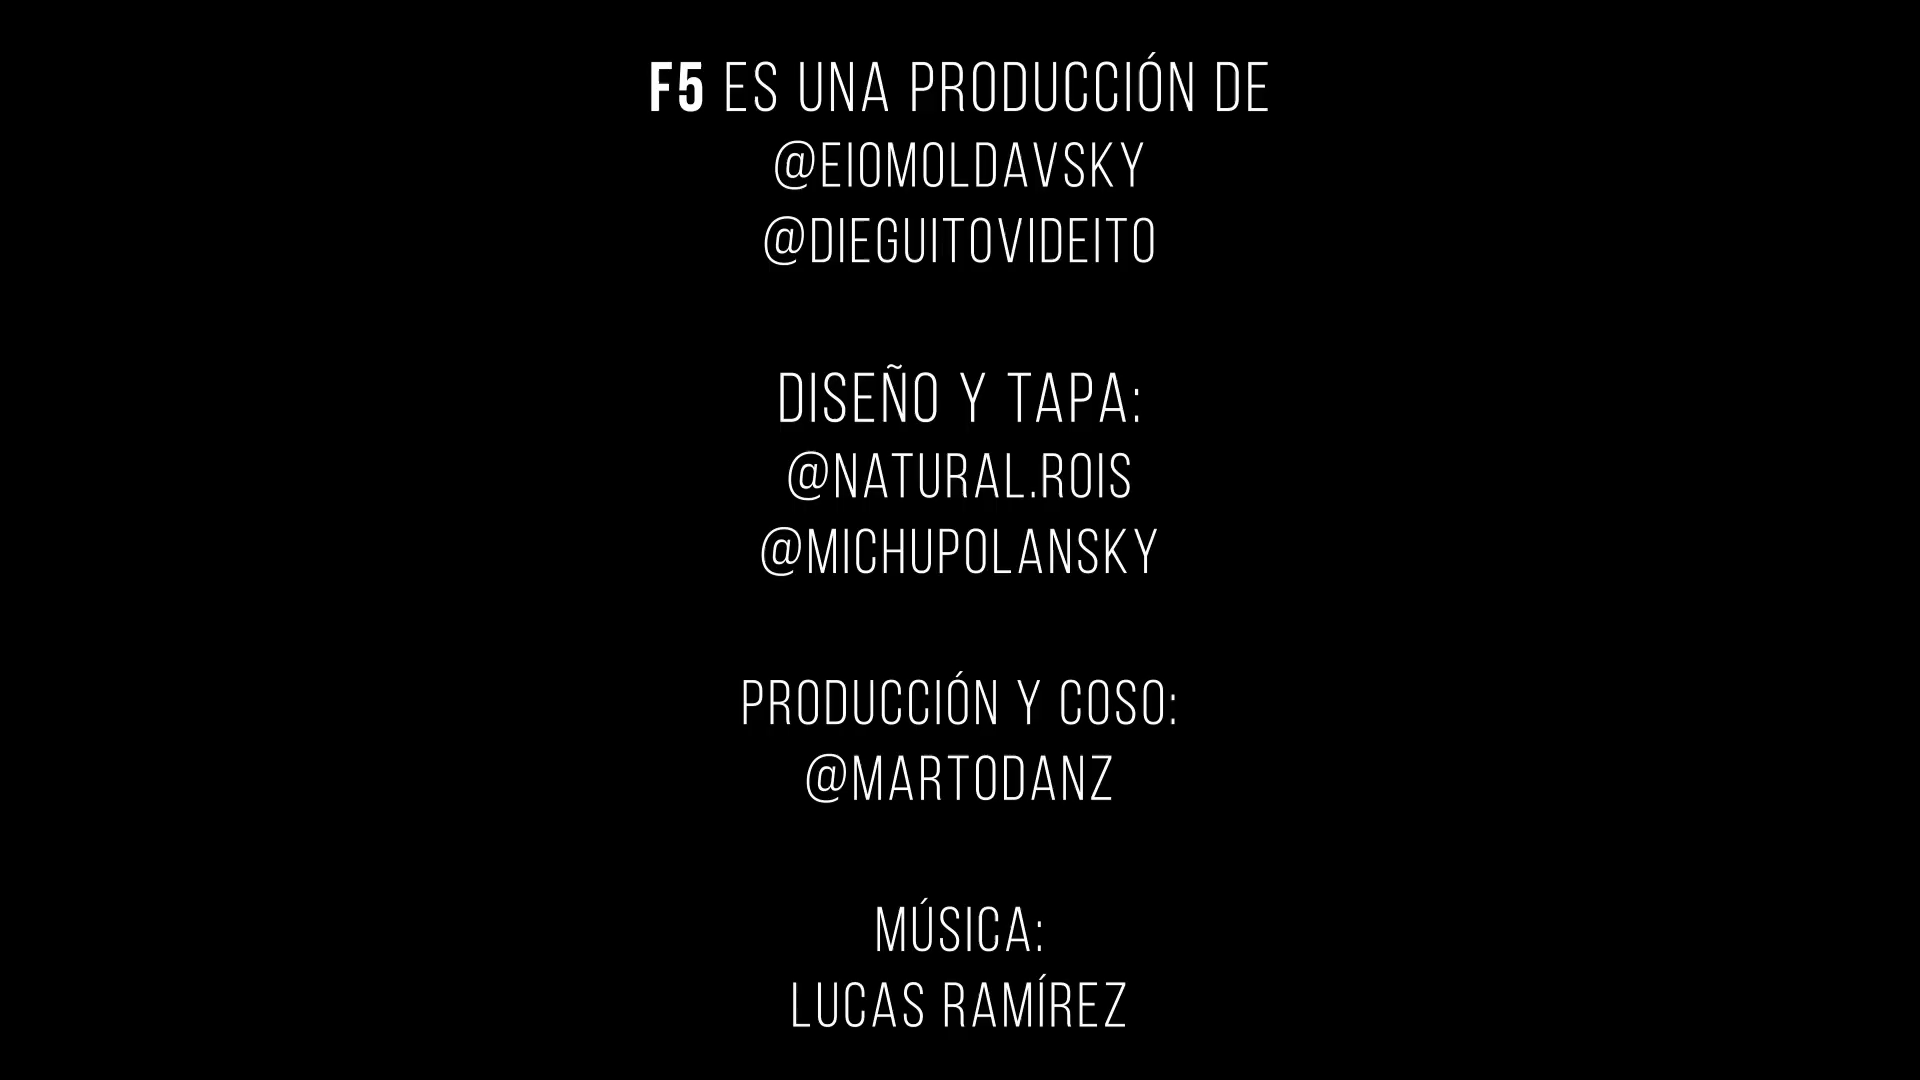 F5 ES UNA PRODUCCIÓN DE
@EIOMOLDAVSKY
@DIEGUITOVIDEITO
DISEÑO Y TAPA:
@NATURAL.ROIS
@MICHUPOLANSKY
PRODUCCIÓN Y COSO:
@MARTODANZ
MÚSICA:
LUCAS RAMÍREZ